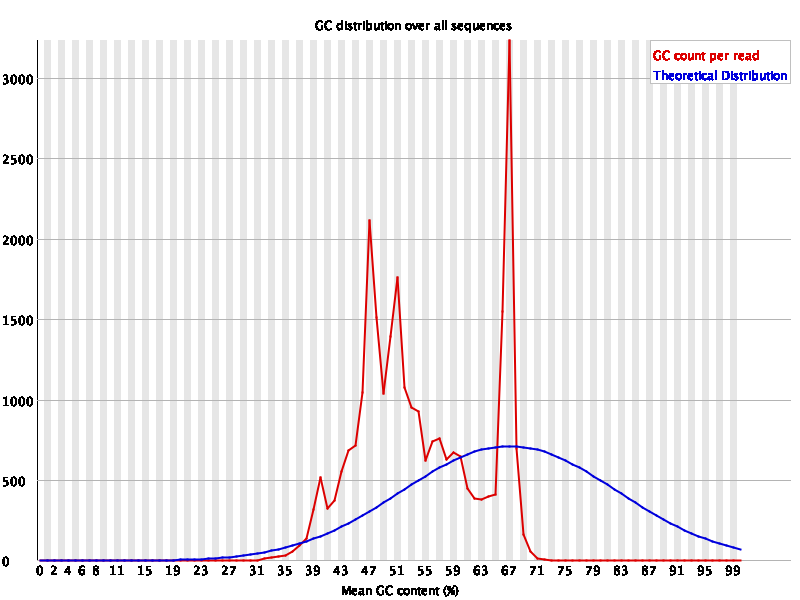 GC distribution over all sequences
GC count per read
Theoretical Distribution
3000
2500
2000
1500
1000
500
0
0 2 4 6 8 11 15 19 23 27 31 35 39 43 47 51 55 59 63 67 71 75 79 83 87 91 95 99
Mean GC content (%)